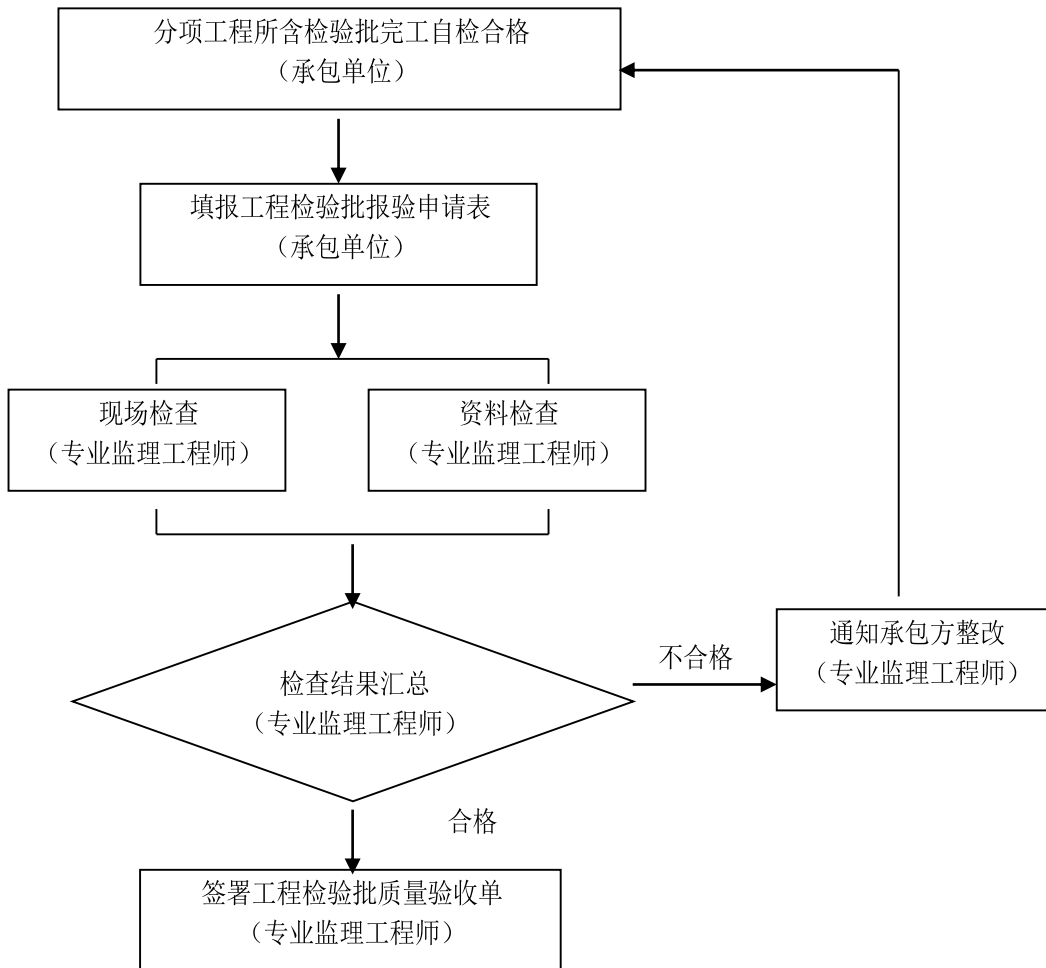 分项工程所含检验批完工自检合格
（承包单位）
填报工程检验批报验申请表
（承包单位）
现场检查
（专业监理工程师）
资料检查
（专业监理工程师）
检查结果汇总
（专业监理工程师）
不合格
通知承包方整改
（专业监理工程师）
合格
签署工程检验批质量验收单
（专业监理工程师）